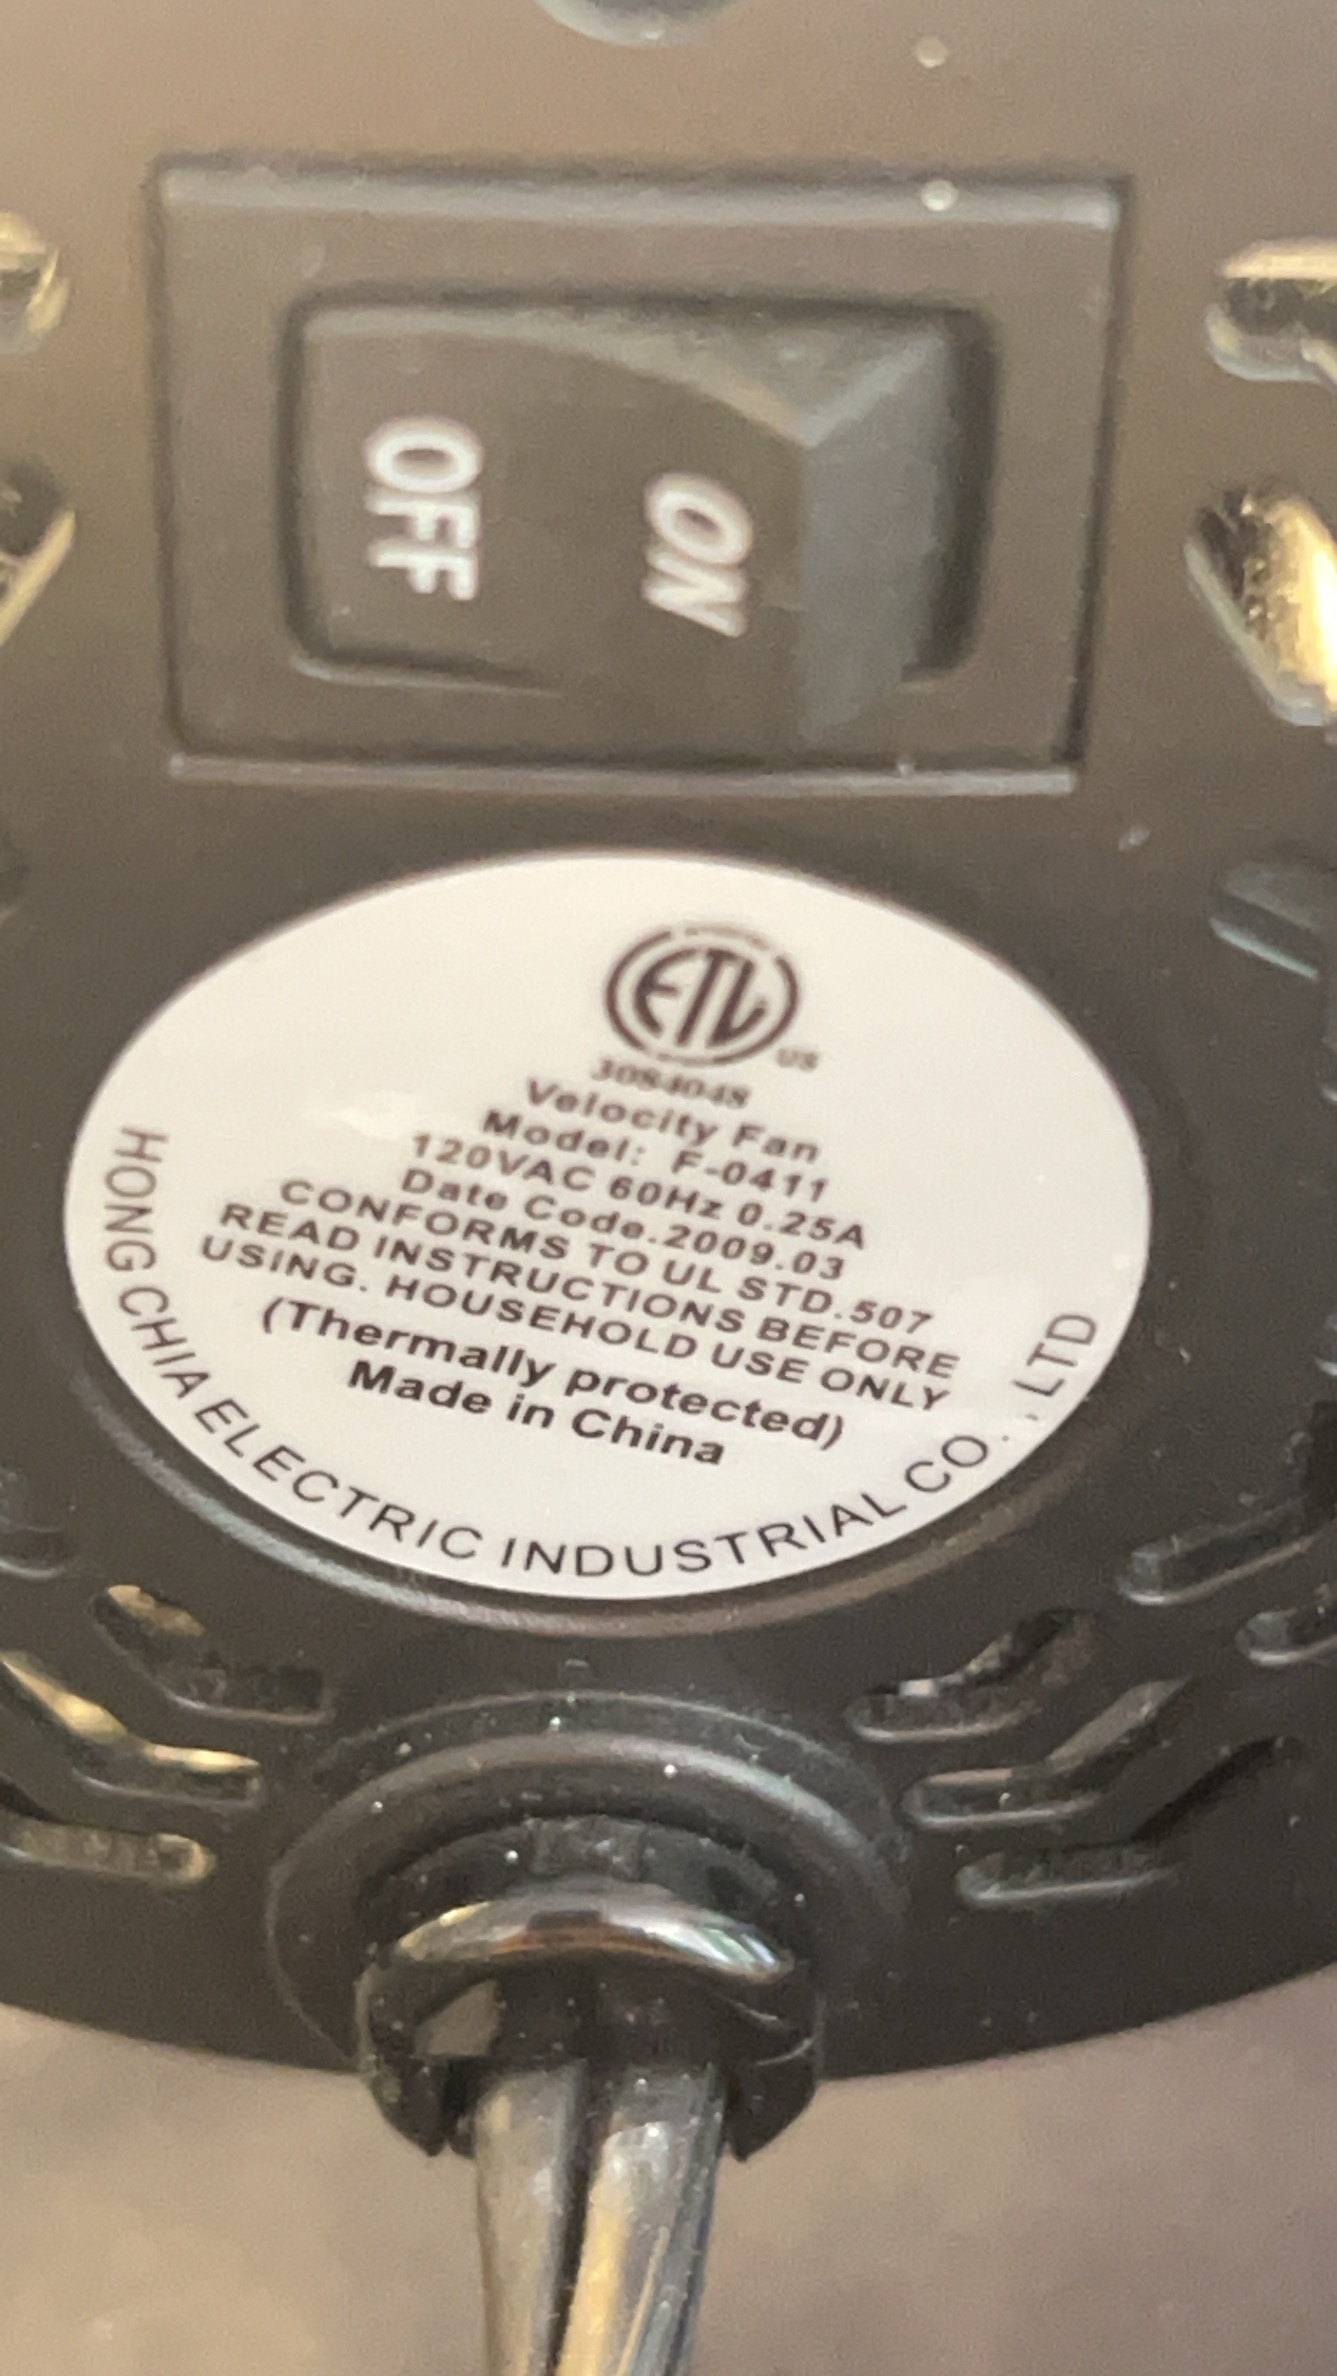 OFF
ON
ETL
US
3084048
Velocity Fan
Model: F-0411
120VAC 60Hz 0.25A
Date Code.2009.03
CONFORMS TO UL STD.507
READ INSTRUCTIONS BEFORE
USING. HOUSEHOLD USE ONLY
(Thermally protected)
Made in China
HONG CHIA ELECTRIC INDUSTRIAL CO., LTD